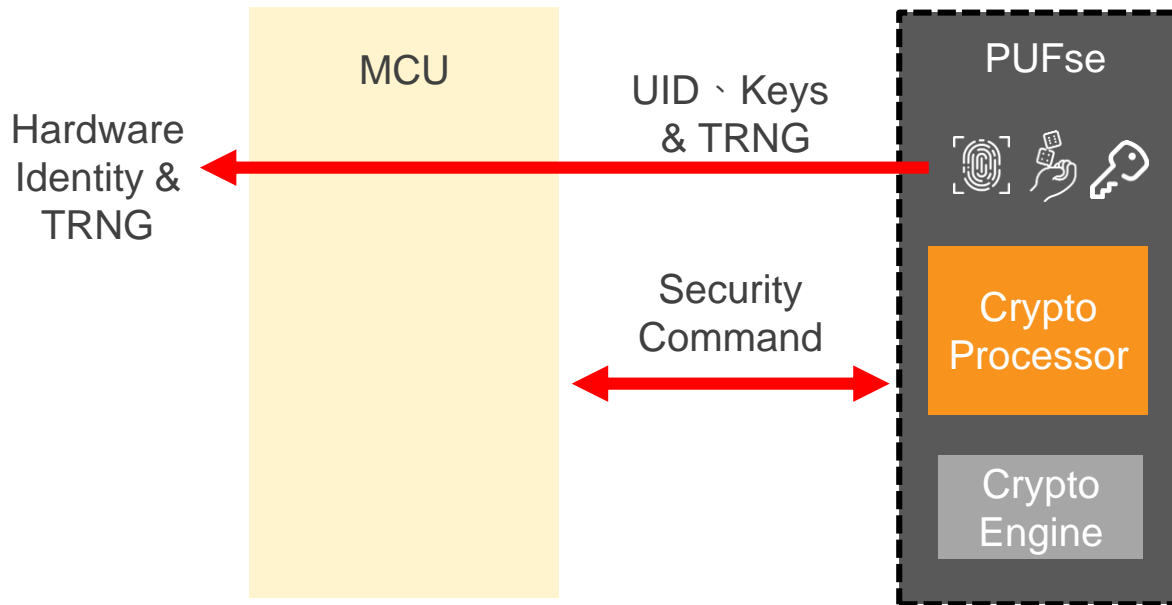 MCU
PUFse
UID、Keys
& TRNG
Hardware
Identity &
TRNG
Security
Command
Crypto
Processor
Crypto
Engine